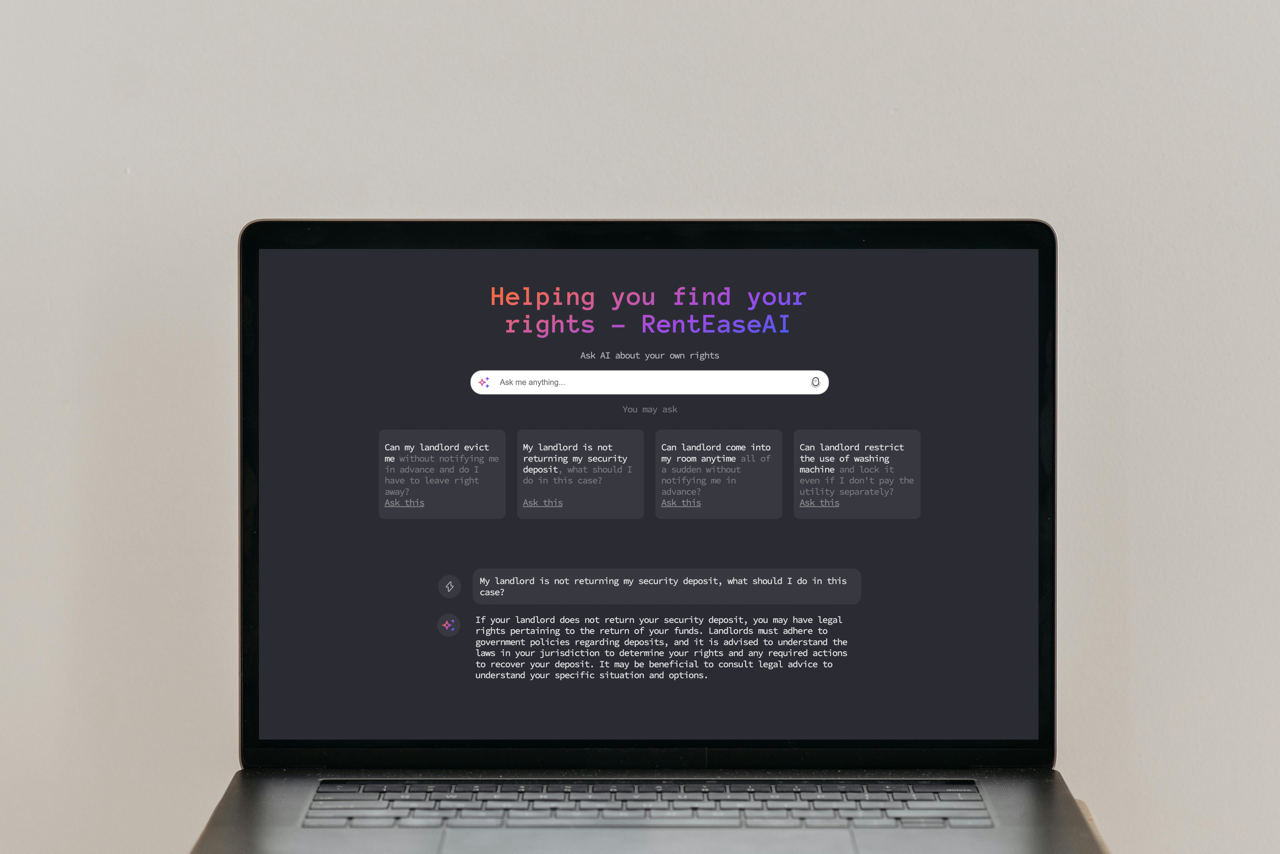 Helping you find your
rights – RentEaseAI
Ask AI about your own rights
Ask me anything...
You may ask
Can my landlord evict
me without notifying me
in advance and do I
have to leave right
away?
Ask this
My landlord is not
returning my security
deposit, what should I
do in this case?
Ask this
Can landlord come into
my room anytime all of
a sudden without
notifying me in
advance?
Ask this
Can landlord restrict
the use of washing
machine and lock it
even if I don't pay the
utility separately?
Ask this
My landlord is not returning my security deposit, what should I do in this
case?
If your landlord does not return your security deposit, you may have legal
rights pertaining to the return of your funds. Landlords must adhere to
government policies regarding deposits, and it is advised to understand the
laws in your jurisdiction to determine your rights and any required actions
to recover your deposit. It may be beneficial to consult legal advice to
understand your specific situation and options.